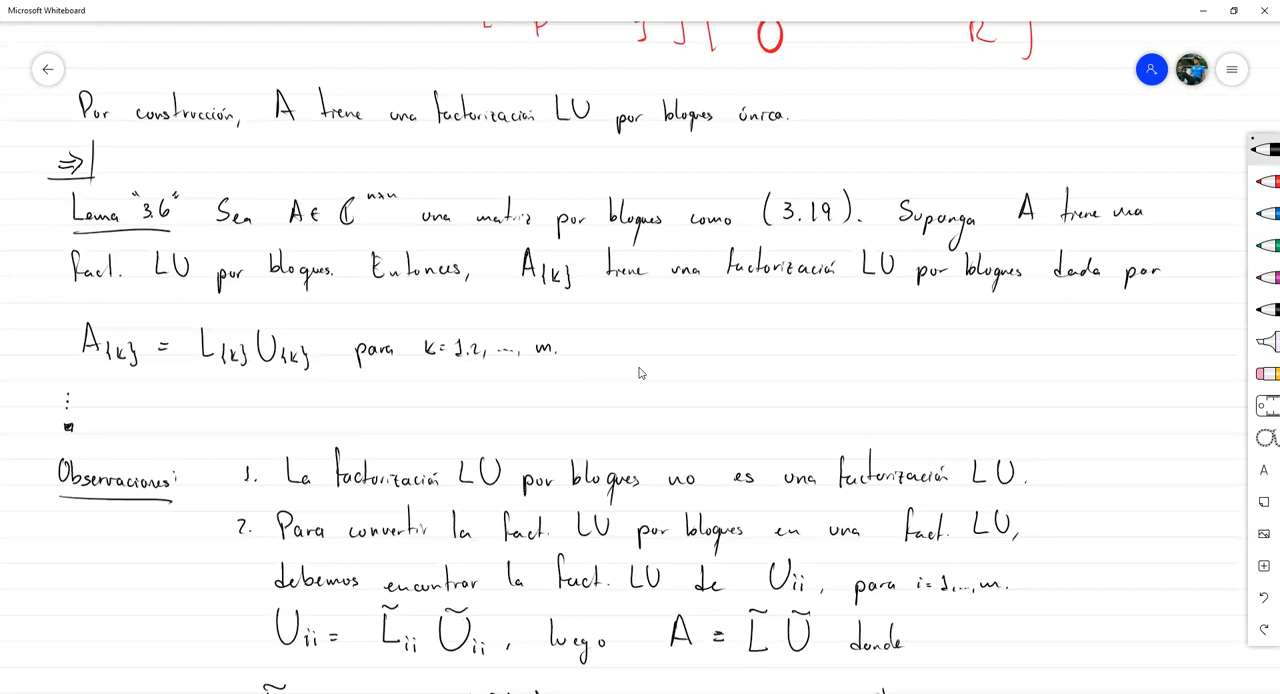 Microsoft Whiteboard
Por construcción, A tiene una factorización LU por bloques única.
⇒|
Lema "3.6" Sea A ∈ ℂ^{n×n} una matriz por bloques como (3.19). Suponga A tiene una
fact. LU por bloques. Entonces, A_{k} tiene una factorización LU por bloques dada por
A_{k} = L_{k} U_{k} para k=1,2, ..., m.
⋮
Observaciones: 1. La factorización LU por bloques no es una factorización LU.
2. Para convertir la fact. LU por bloques en una fact. LU,
debemos encontrar la fact. LU de U_{ii}, para i=1,...,m.
U_{ii} = L̃_{ii} Ũ_{ii}, luego A = L̃ Ũ donde